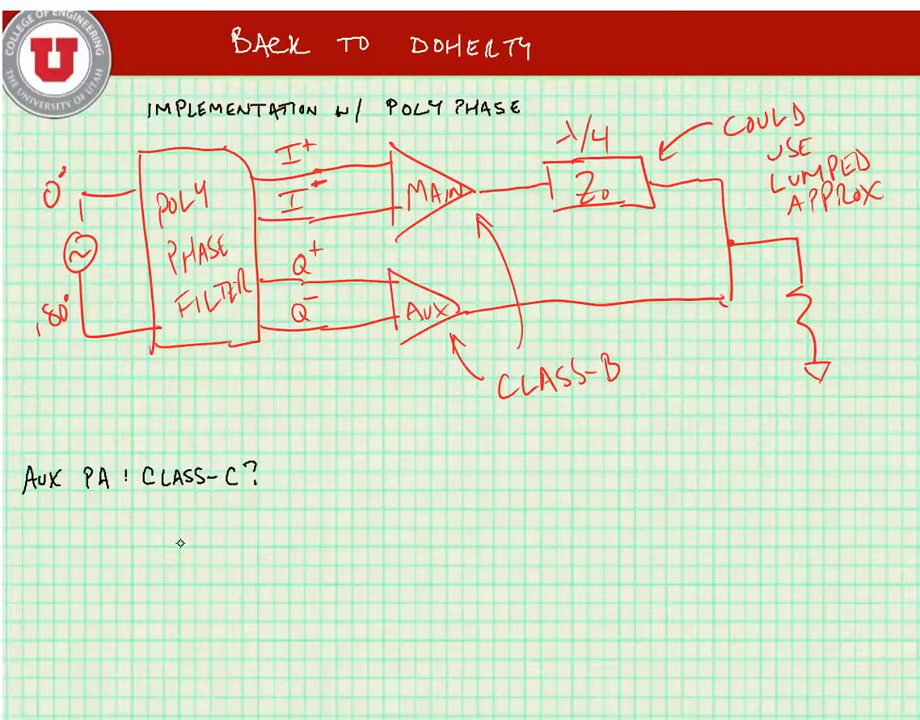 COLLEGE OF ENGINEERING
U
THE UNIVERSITY OF UTAH
BACK TO DOHERTY
IMPLEMENTATION W/ POLY PHASE
0°
180°
POLY
PHASE
FILTER
I+
I-
Q+
Q-
MAIN
AUX
λ/4
Z0
COULD
USE
LUMPED
APPROX
CLASS-B
AUX PA : CLASS-C?